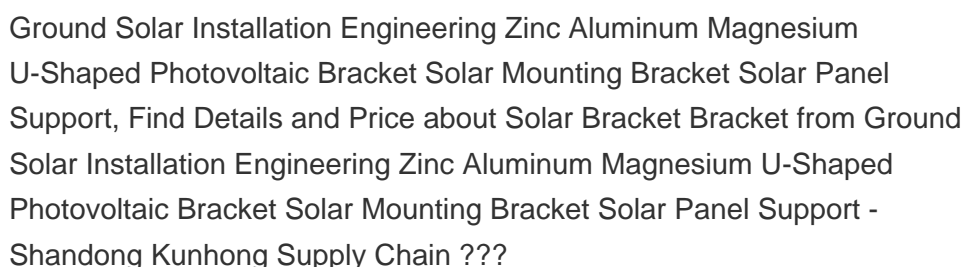 Ground Solar Installation Engineering Zinc Aluminum Magnesium
U-Shaped Photovoltaic Bracket Solar Mounting Bracket Solar Panel
Support, Find Details and Price about Solar Bracket Bracket from Ground
Solar Installation Engineering Zinc Aluminum Magnesium U-Shaped
Photovoltaic Bracket Solar Mounting Bracket Solar Panel Support -
Shandong Kunhong Supply Chain ???